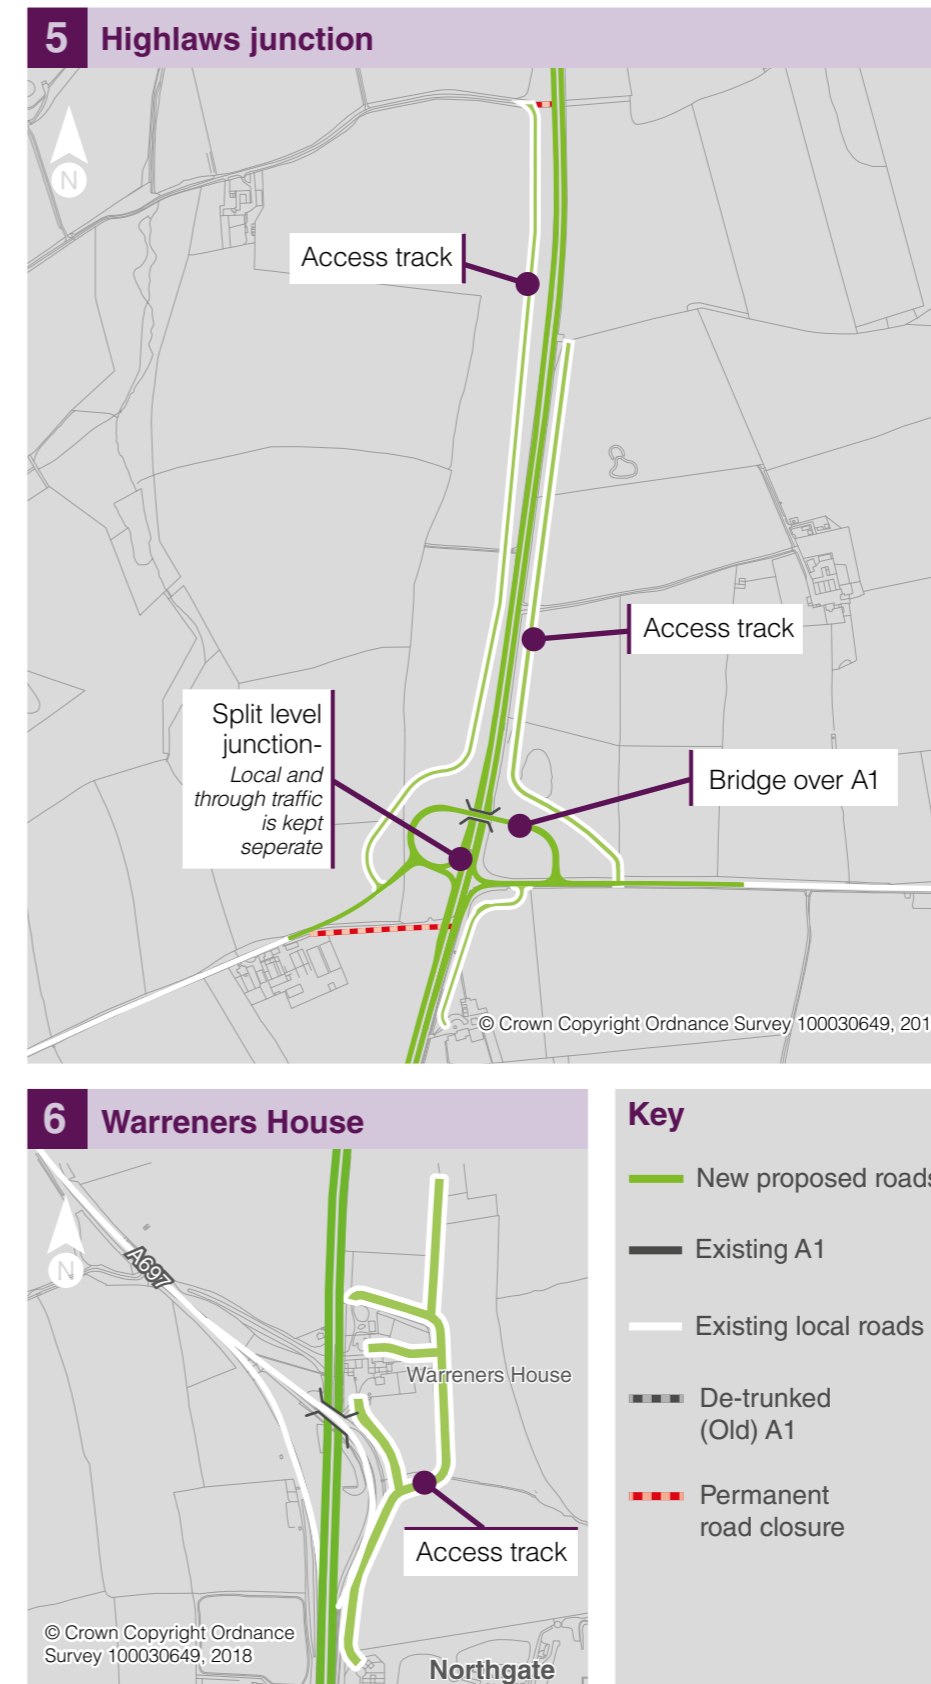 5 Highlaws junction
N
Access track
Access track
Split level
junction-
Local and
through traffic
is kept
seperate
Bridge over A1
© Crown Copyright Ordnance Survey 100030649, 201
6 Warreners House
N
A697
Warreners House
Access track
© Crown Copyright Ordnance
Survey 100030649, 2018
Northgate
Key
New proposed roads
Existing A1
Existing local roads
De-trunked
(Old) A1
Permanent
road closure